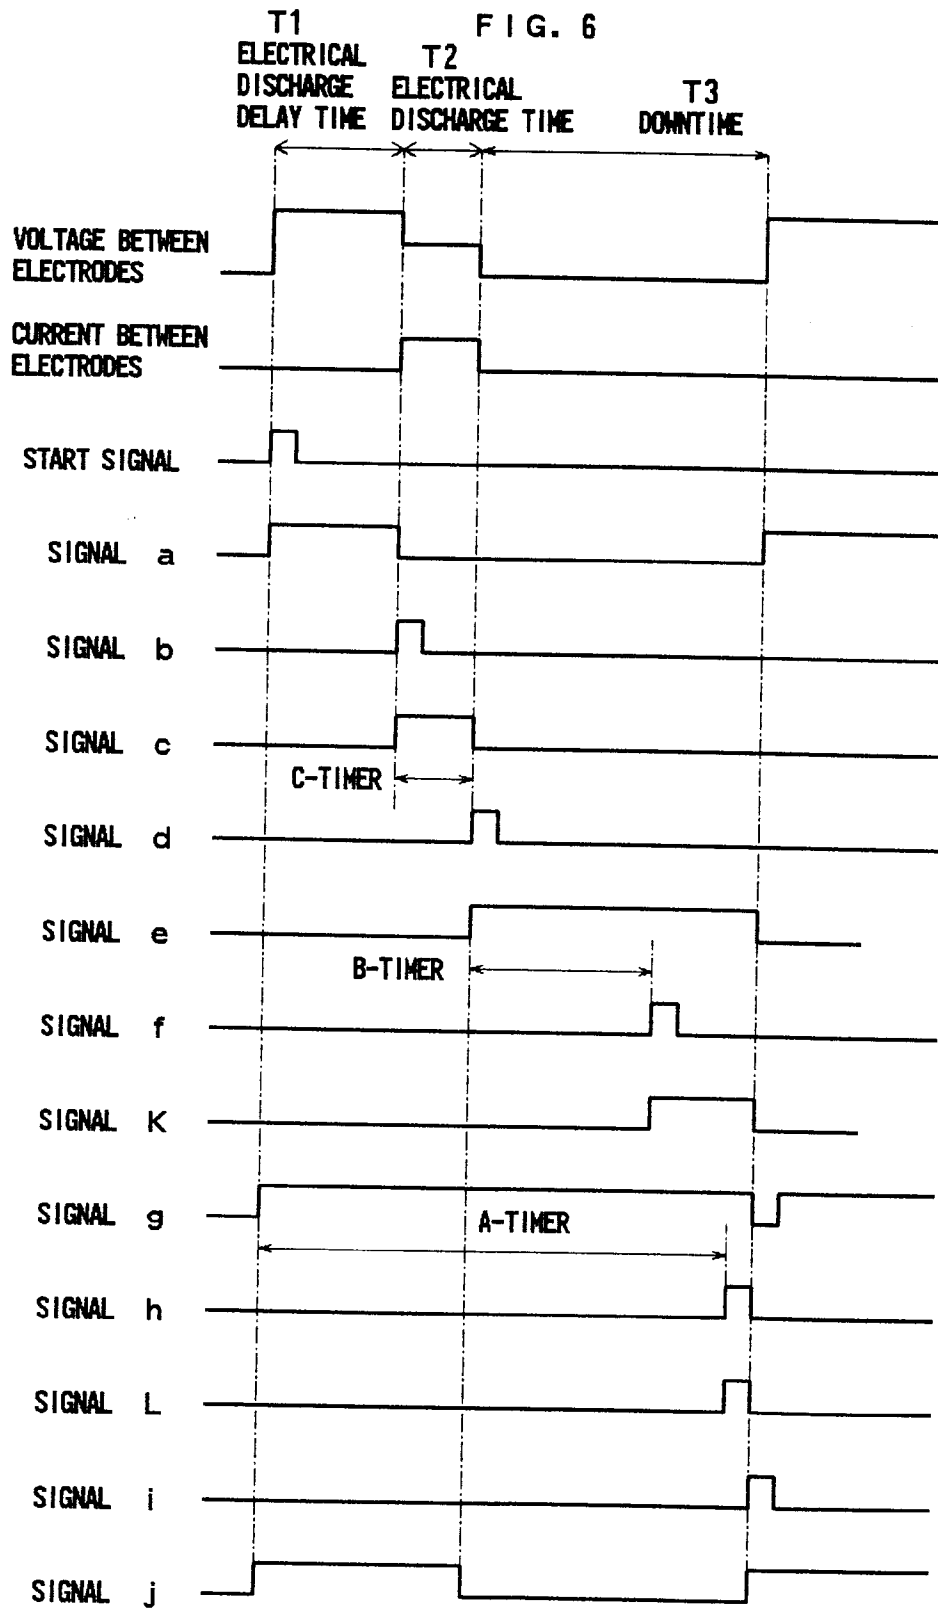 FIG. 6
T1
ELECTRICAL
DISCHARGE
DELAY TIME
T2
ELECTRICAL
DISCHARGE TIME
T3
DOWNTIME
VOLTAGE BETWEEN
ELECTRODES
CURRENT BETWEEN
ELECTRODES
START SIGNAL
SIGNAL a
SIGNAL b
SIGNAL c
C-TIMER
SIGNAL d
SIGNAL e
B-TIMER
SIGNAL f
SIGNAL K
SIGNAL g
A-TIMER
SIGNAL h
SIGNAL L
SIGNAL i
SIGNAL j